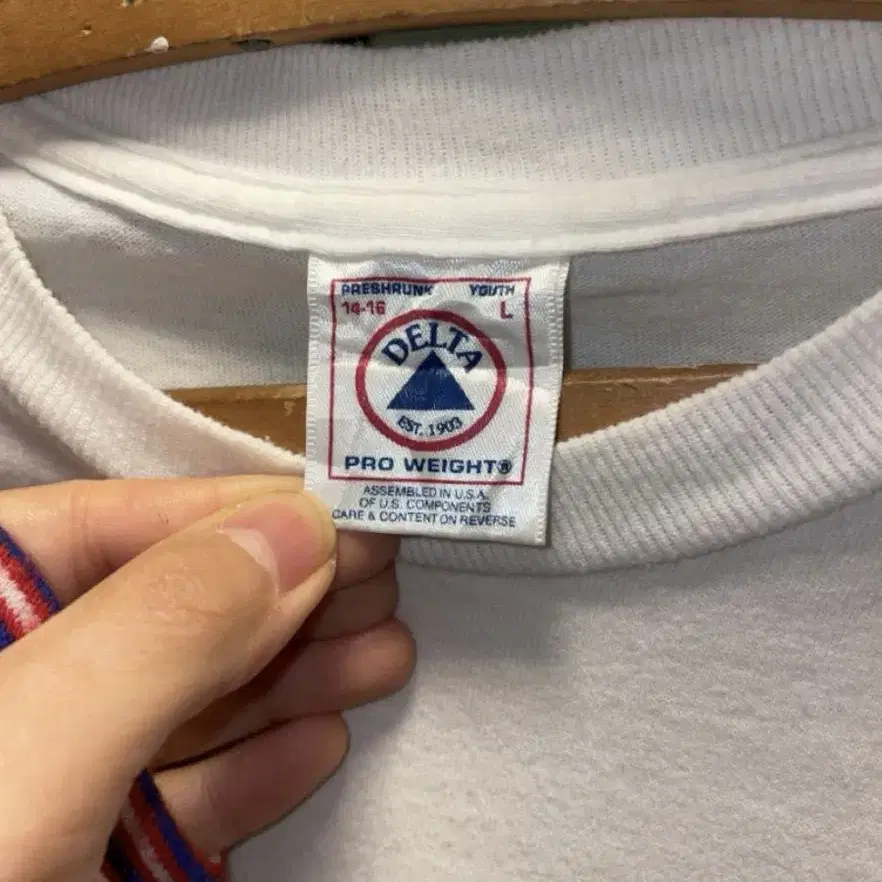 PRESHRUNK YOUTH
14-16 L
DELTA
EST. 1903
PRO WEIGHT®
ASSEMBLED IN U.S.A.
OF U.S. COMPONENTS
CARE & CONTENT ON REVERSE